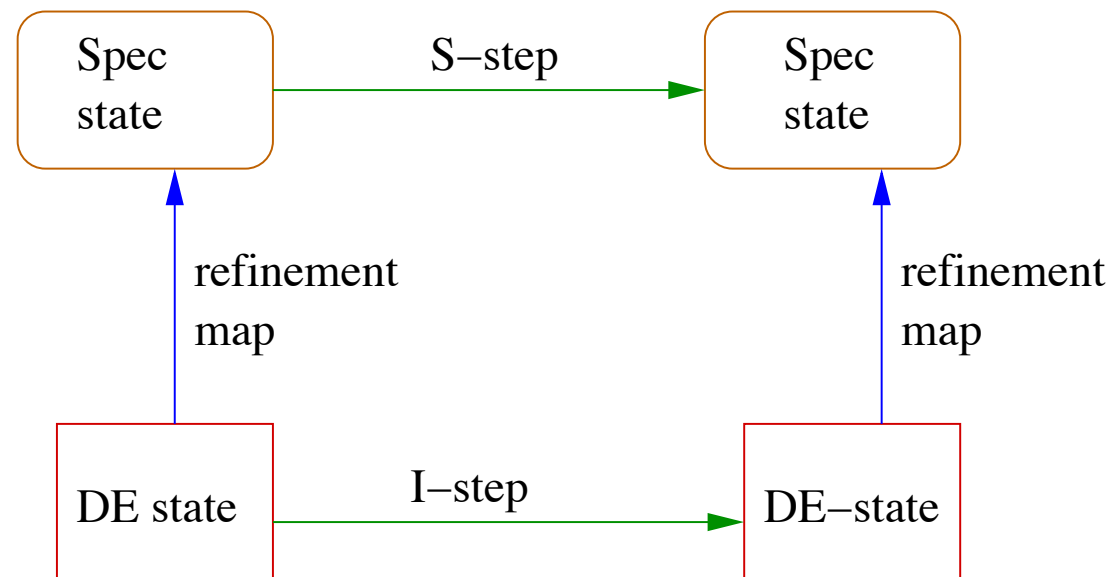 Spec
state
S−step
Spec
state
refinement
map
refinement
map
DE state
I−step
DE−state